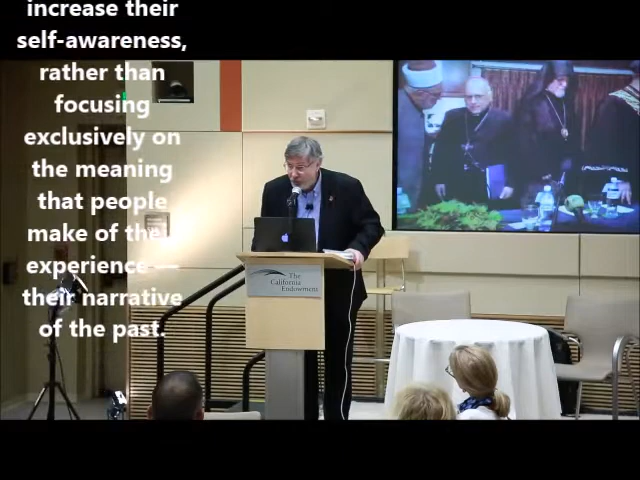 increase their
self-awareness,
rather than
focusing
exclusively on
the meaning
that people
make of their
experience —
their narrative
of the past.
The
California
Endowment